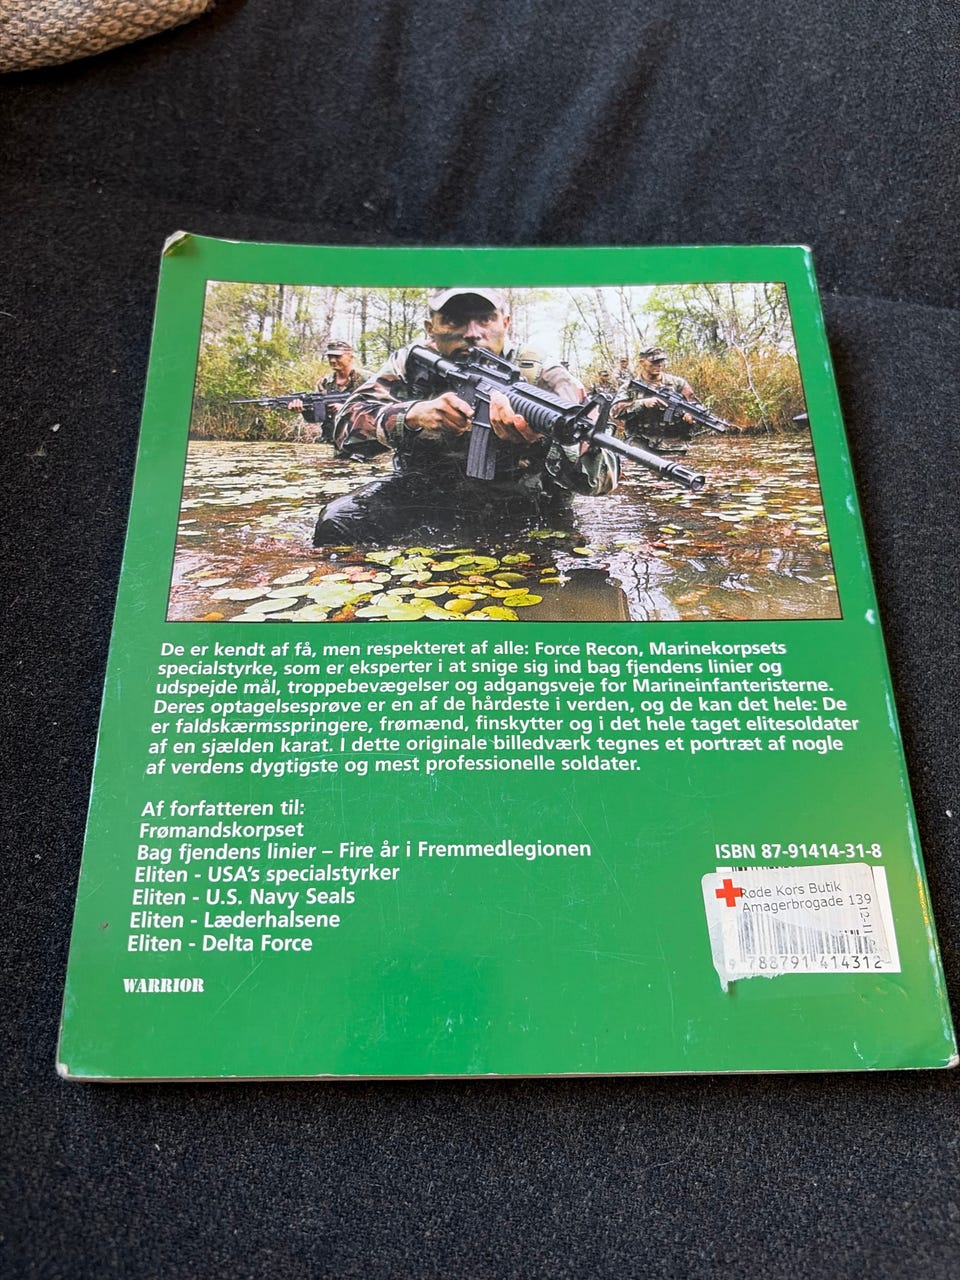 De er kendt af få, men respekteret af alle: Force Recon, Marinekorpsets
specialstyrke, som er eksperter i at snige sig ind bag fjendens linier og
udspejde mål, troppebevægelser og adgangsveje for Marineinfanteristerne.
Deres optagelsesprøve er en af de hårdeste i verden, og de kan det hele: De
er faldskærmsspringere, frømænd, finskytter og i det hele taget elitesoldater
af en sjælden karat. I dette originale billedværk tegnes et portræt af nogle
af verdens dygtigste og mest professionelle soldater.
Af forfatteren til:
Frømandskorpset
Bag fjendens linier – Fire år i Fremmedlegionen
Eliten - USA's specialstyrker
Eliten - U.S. Navy Seals
Eliten - Læderhalsene
Eliten - Delta Force
WARRIOR
ISBN 87-91414-31-8
Røde Kors Butik
Amagerbrogade 139
9 788791 414312